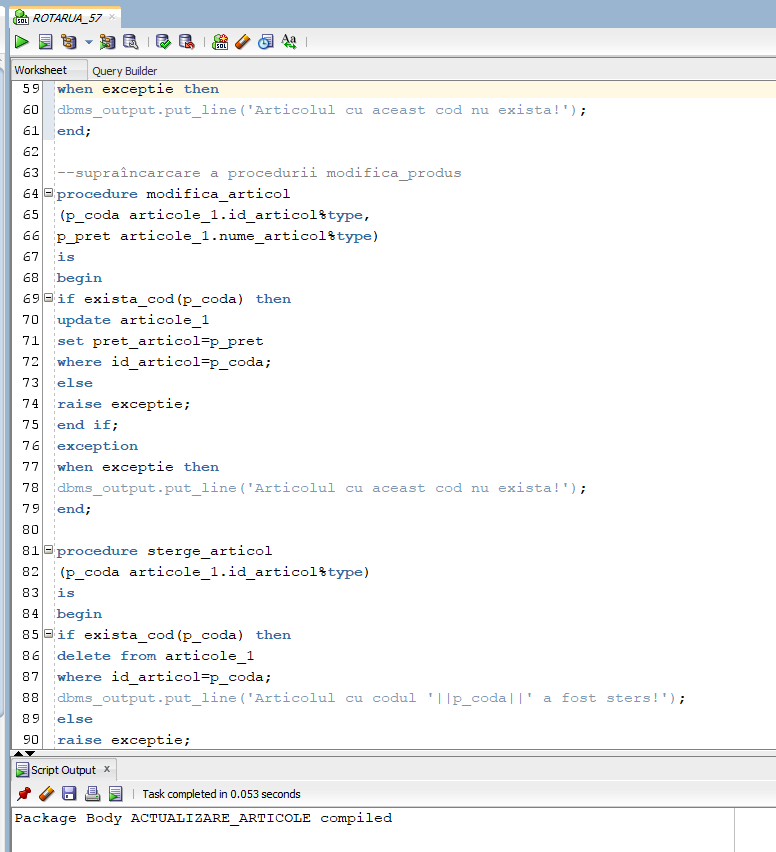 ROTARUA_57
Worksheet Query Builder
59 when exceptie then
60 dbms_output.put_line('Articolul cu aceast cod nu exista!');
61 end;
62
63 --supraîncarcare a procedurii modifica_produs
64 procedure modifica_articol
65 (p_coda articole_1.id_articol%type,
66 p_pret articole_1.nume_articol%type)
67 is
68 begin
69 if exista_cod(p_coda) then
70 update articole_1
71 set pret_articol=p_pret
72 where id_articol=p_coda;
73 else
74 raise exceptie;
75 end if;
76 exception
77 when exceptie then
78 dbms_output.put_line('Articolul cu aceast cod nu exista!');
79 end;
80
81 procedure sterge_articol
82 (p_coda articole_1.id_articol%type)
83 is
84 begin
85 if exista_cod(p_coda) then
86 delete from articole_1
87 where id_articol=p_coda;
88 dbms_output.put_line('Articolul cu codul '||p_coda||' a fost sters!');
89 else
90 raise exceptie;
Script Output x
Task completed in 0.053 seconds
Package Body ACTUALIZARE_ARTICOLE compiled